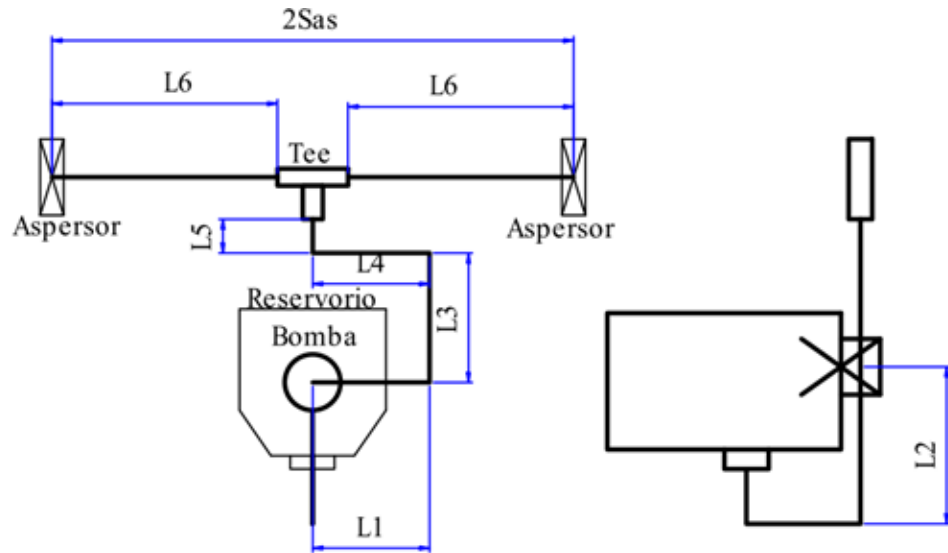 2Sas
L6
L6
Tee
Aspersor
Aspersor
L5
L4
Reservorio
L3
Bomba
L2
L1